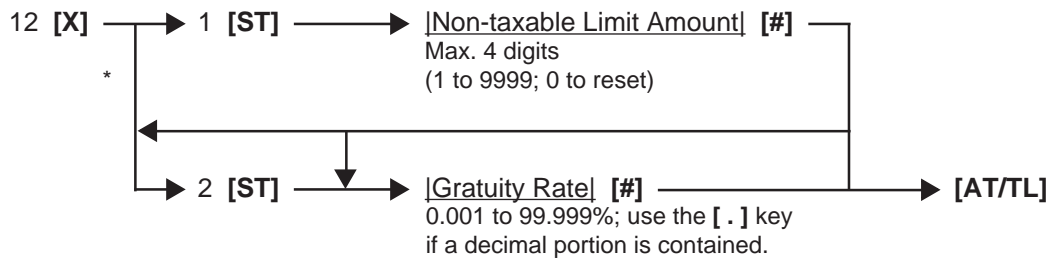 12 [X] 1 [ST] |Non-taxable Limit Amount| [#]
Max. 4 digits
(1 to 9999; 0 to reset)
*
2 [ST] |Gratuity Rate| [#] [AT/TL]
0.001 to 99.999%; use the [ . ] key
if a decimal portion is contained.